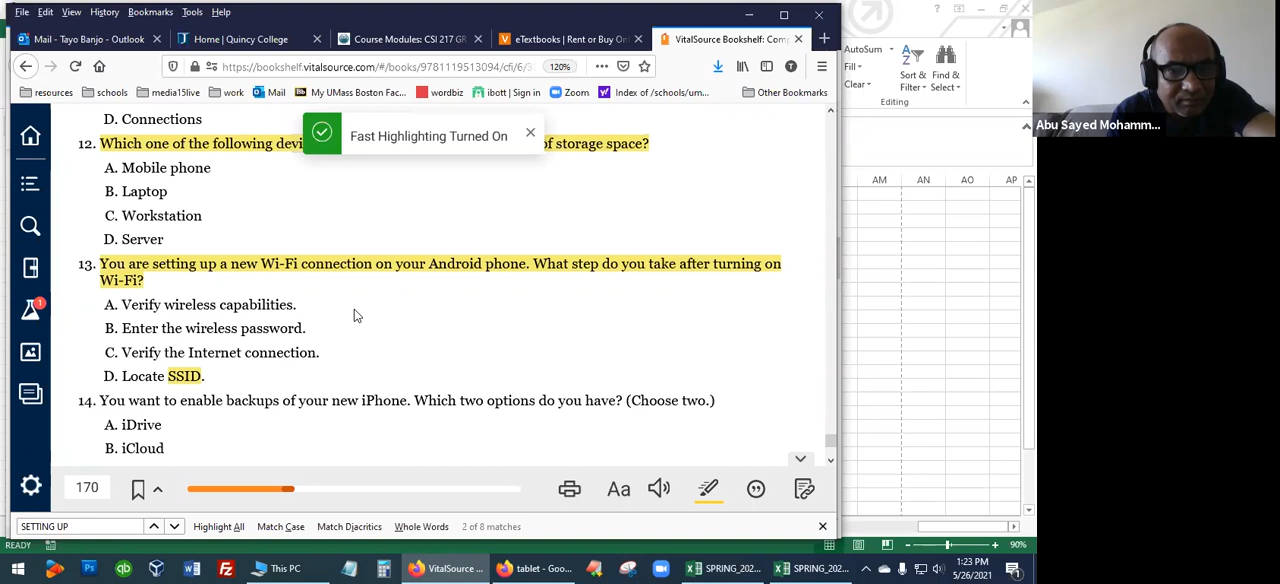 File Edit View History Bookmarks Tools Help
Mail - Tayo Banjo - Outlook
Home | Quincy College
Course Modules: CSI 217 GR
eTextbooks | Rent or Buy On
VitalSource Bookshelf: Comp
https://bookshelf.vitalsource.com/#/books/9781119513094/cfi/6/3
120%
resources schools media15live work Mail My UMass Boston Fac... wordbiz ibott | Sign in Zoom Index of /schools/um... Other Bookmarks
D. Connections
Fast Highlighting Turned On
12. Which one of the following devi
of storage space?
A. Mobile phone
B. Laptop
C. Workstation
D. Server
13. You are setting up a new Wi-Fi connection on your Android phone. What step do you take after turning on
Wi-Fi?
A. Verify wireless capabilities.
B. Enter the wireless password.
C. Verify the Internet connection.
D. Locate SSID.
14. You want to enable backups of your new iPhone. Which two options do you have? (Choose two.)
A. iDrive
B. iCloud
1
170
Aa
SETTING UP
Highlight All Match Case Match Diacritics Whole Words 2 of 8 matches
READY
90%
AutoSum
Fill
Clear
Sort &
Filter
Find &
Select
Editing
AM AN AO AP
Abu Sayed Mohamm...
This PC
VitalSource ...
tablet - Goo...
SPRING_202...
SPRING_202...
1:23 PM
5/26/2021
1